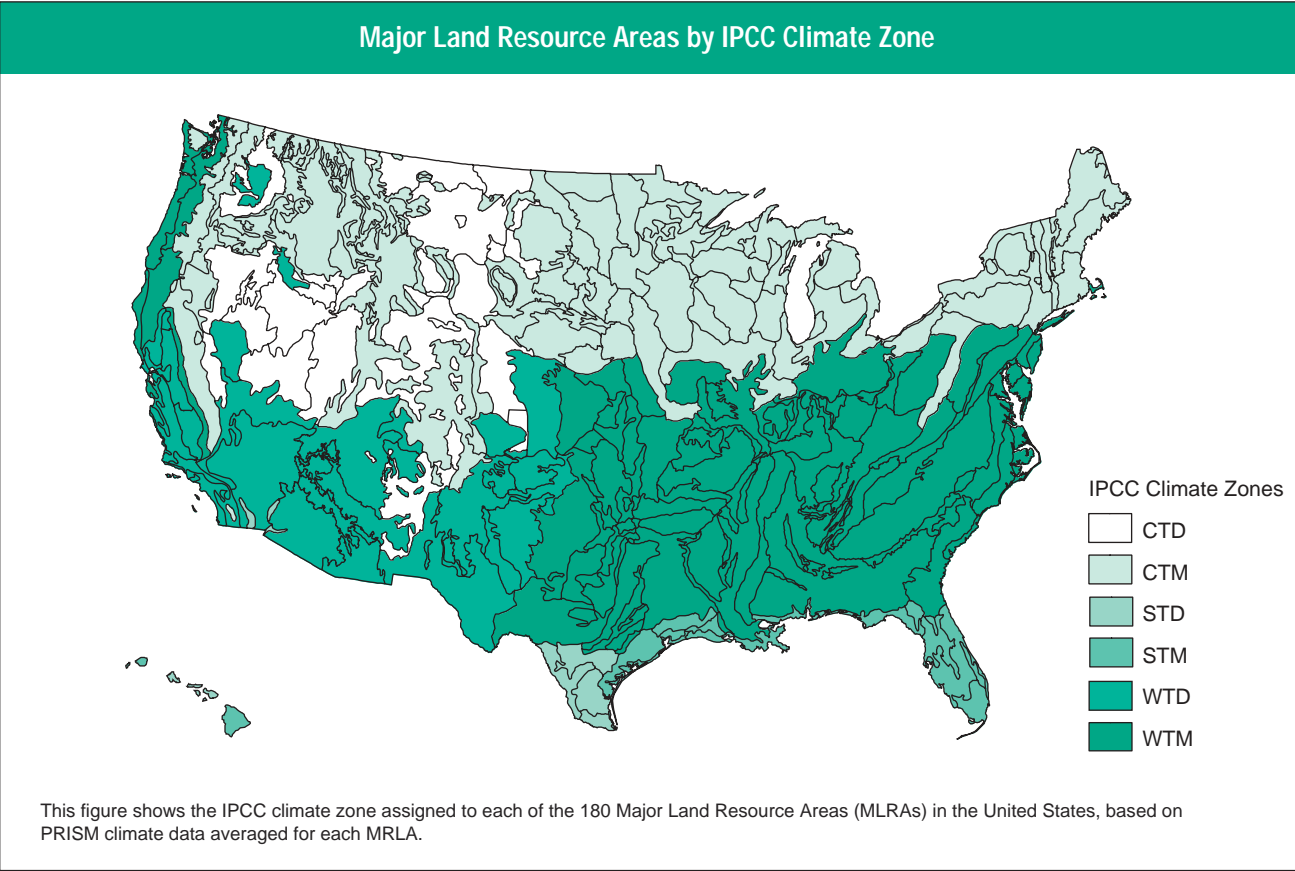 Major Land Resource Areas by IPCC Climate Zone
IPCC Climate Zones
CTD
CTM
STD
STM
WTD
WTM
This figure shows the IPCC climate zone assigned to each of the 180 Major Land Resource Areas (MLRAs) in the United States, based on
PRISM climate data averaged for each MRLA.